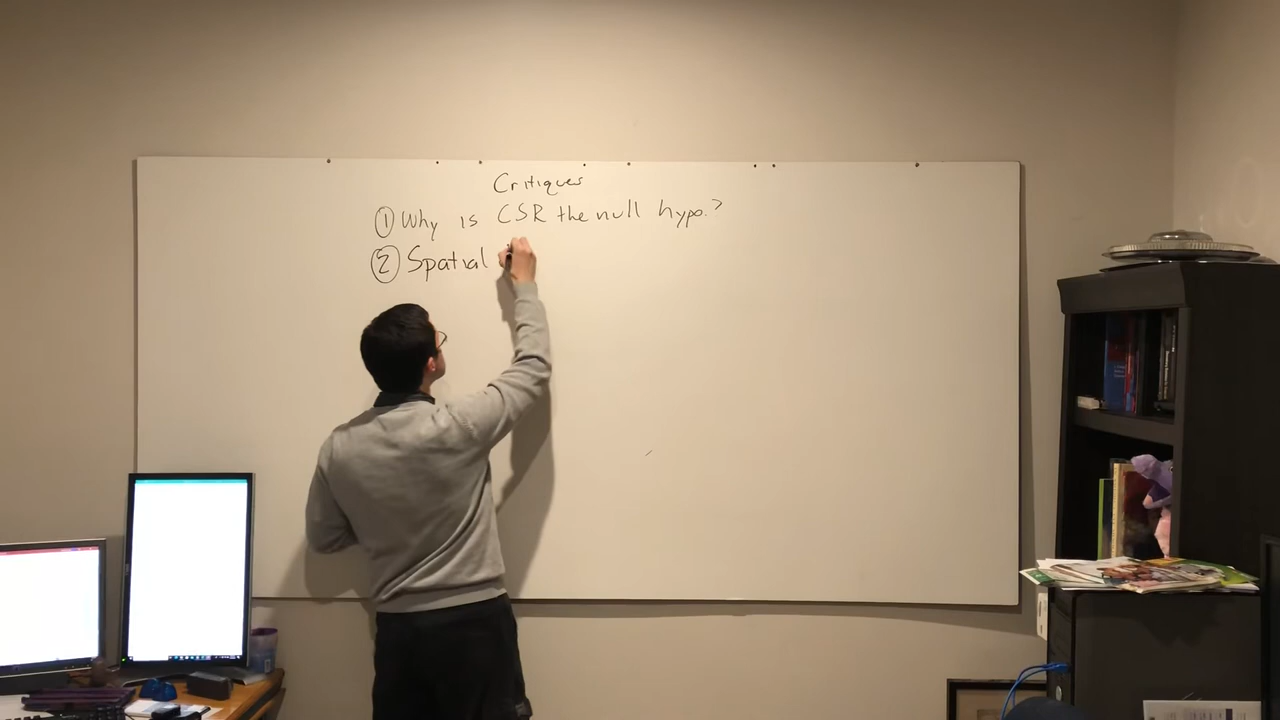 Critiques
① Why is CSR the null hypo.?
② Spatial